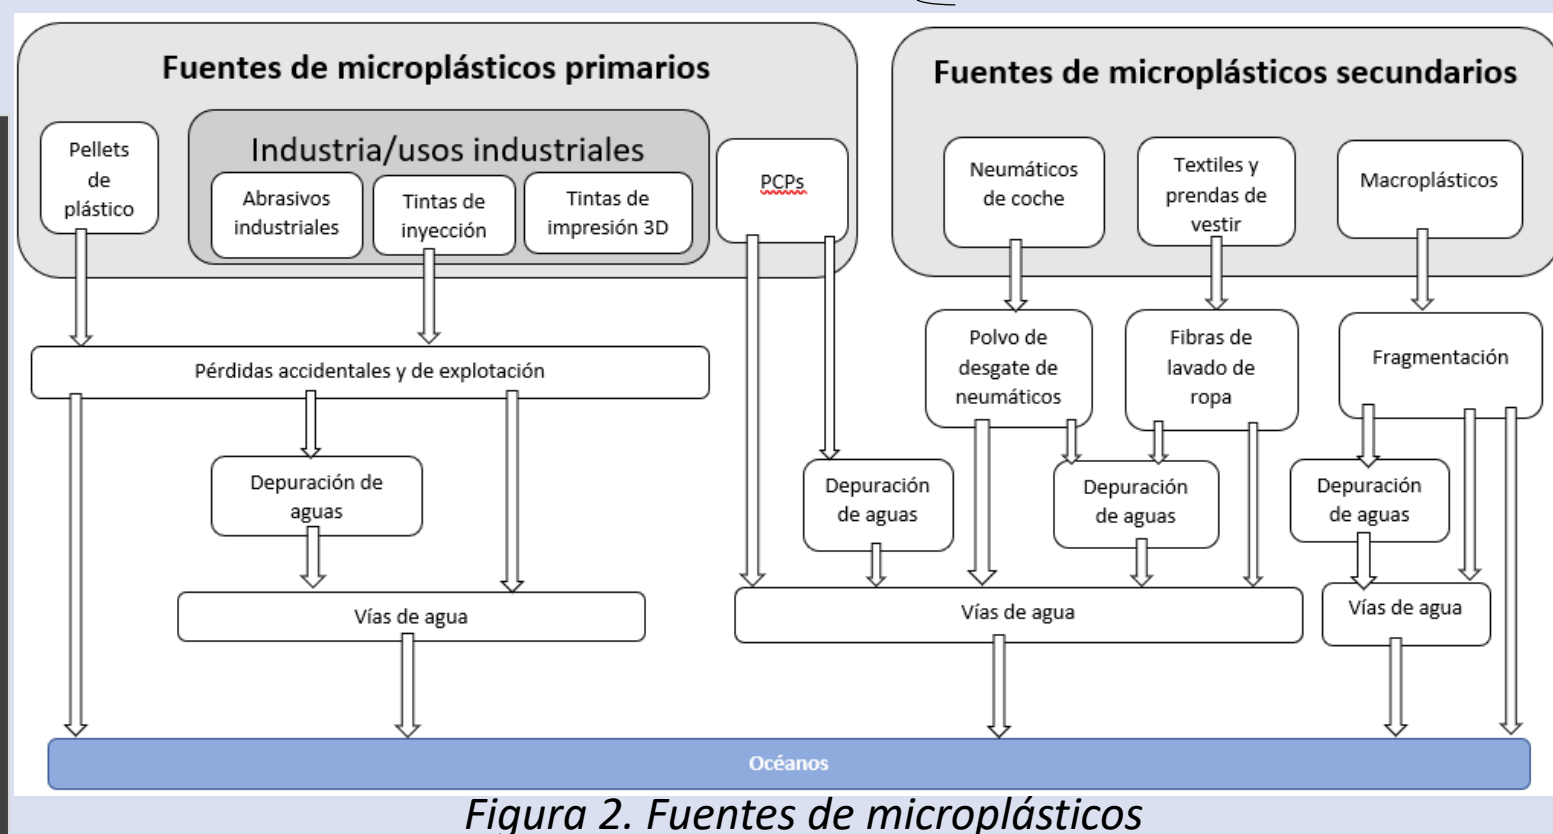 Fuentes de microplásticos primarios
Pellets
de
plástico
Industria/usos industriales
Abrasivos
industriales
Tintas de
inyección
Tintas de
impresión 3D
PCPs
Fuentes de microplásticos secundarios
Neumáticos
de coche
Textiles y
prendas de
vestir
Macroplásticos
Pérdidas accidentales y de explotación
Polvo de
desgate de
neumáticos
Fibras de
lavado de
ropa
Fragmentación
Depuración de
aguas
Depuración
de aguas
Depuración
de aguas
Depuración
de aguas
Vías de agua
Vías de agua
Vías de agua
Océanos
Figura 2. Fuentes de microplásticos